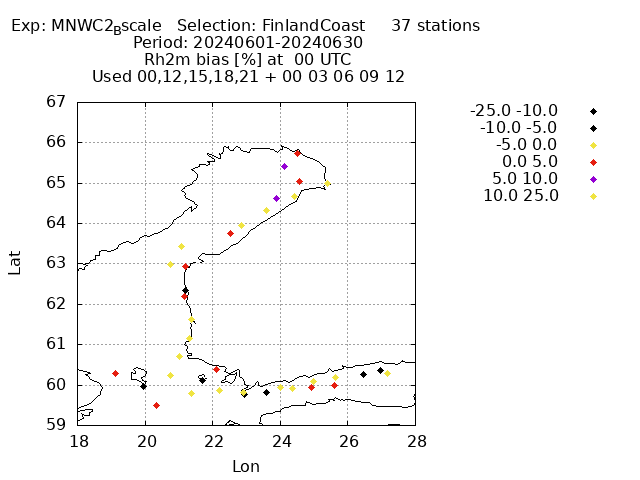 Exp: MNWC2_Bscale Selection: FinlandCoast 37 stations
Period: 20240601-20240630
Rh2m bias [%] at 00 UTC
Used 00,12,15,18,21 + 00 03 06 09 12
-25.0 -10.0
-10.0 -5.0
-5.0 0.0
0.0 5.0
5.0 10.0
10.0 25.0
67
66
65
64
63
62
61
60
59
Lat
18 20 22 24 26 28
Lon